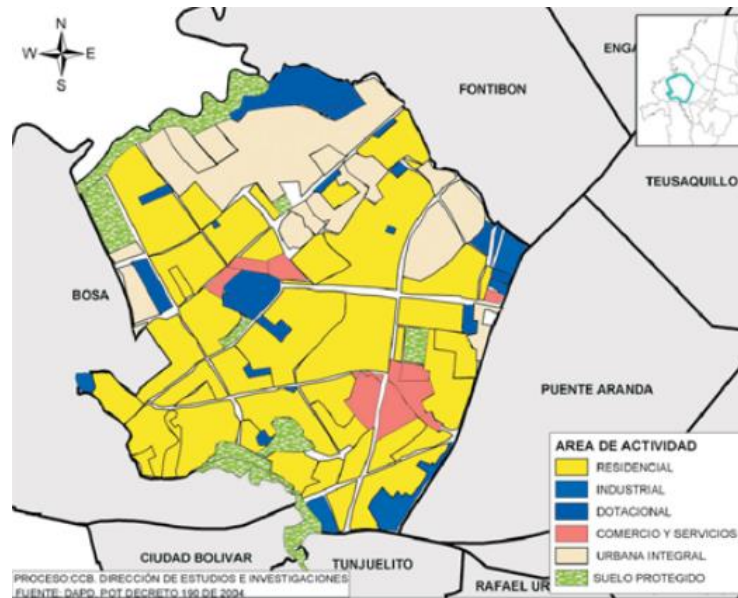 N
W E
S
ENGA
FONTIBON
TEUSAQUILLO
BOSA
PUENTE ARANDA
CIUDAD BOLIVAR
TUNJUELITO
RAFAEL UR
AREA DE ACTIVIDAD
RESIDENCIAL
INDUSTRIAL
DOTACIONAL
COMERCIO Y SERVICIOS
URBANA INTEGRAL
SUELO PROTEGIDO
PROCESO:CCB. DIRECCIÓN DE ESTUDIOS E INVESTIGACIONES
FUENTE: DAPD. POT DECRETO 190 DE 2004